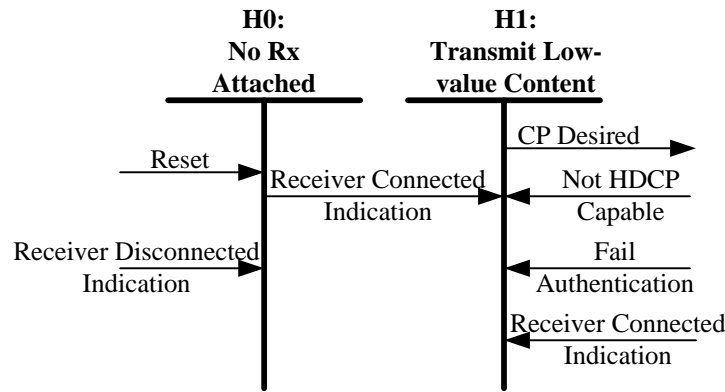 H0:
No Rx
Attached
H1:
Transmit Low-
value Content
CP Desired
Reset
Receiver Connected
Indication
Not HDCP
Capable
Receiver Disconnected
Indication
Fail
Authentication
Receiver Connected
Indication